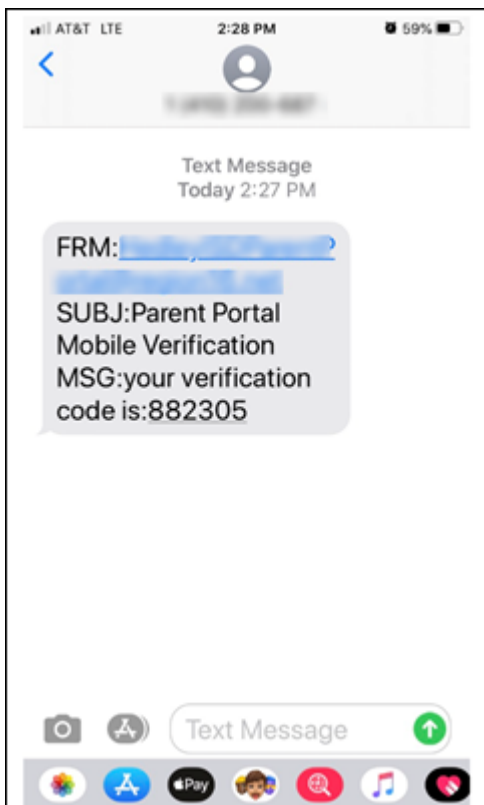 AT&T LTE 2:28 PM 59%
Text Message
Today 2:27 PM
FRM:
SUBJ:Parent Portal
Mobile Verification
MSG:your verification
code is:882305
Text Message
Pay